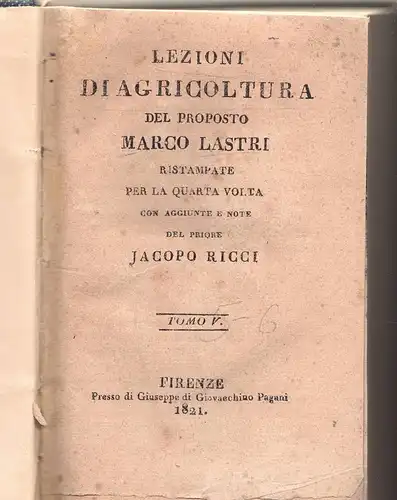 LEZIONI
DI AGRICOLTURA
DEL PROPOSTO
MARCO LASTRI
RISTAMPATE
PER LA QUARTA VOLTA
CON AGGIUNTE E NOTE
DEL PRIORE
JACOPO RICCI
TOMO V. 5-6
FIRENZE
Presso di Giuseppe di Giovacchino Pagani
1821.